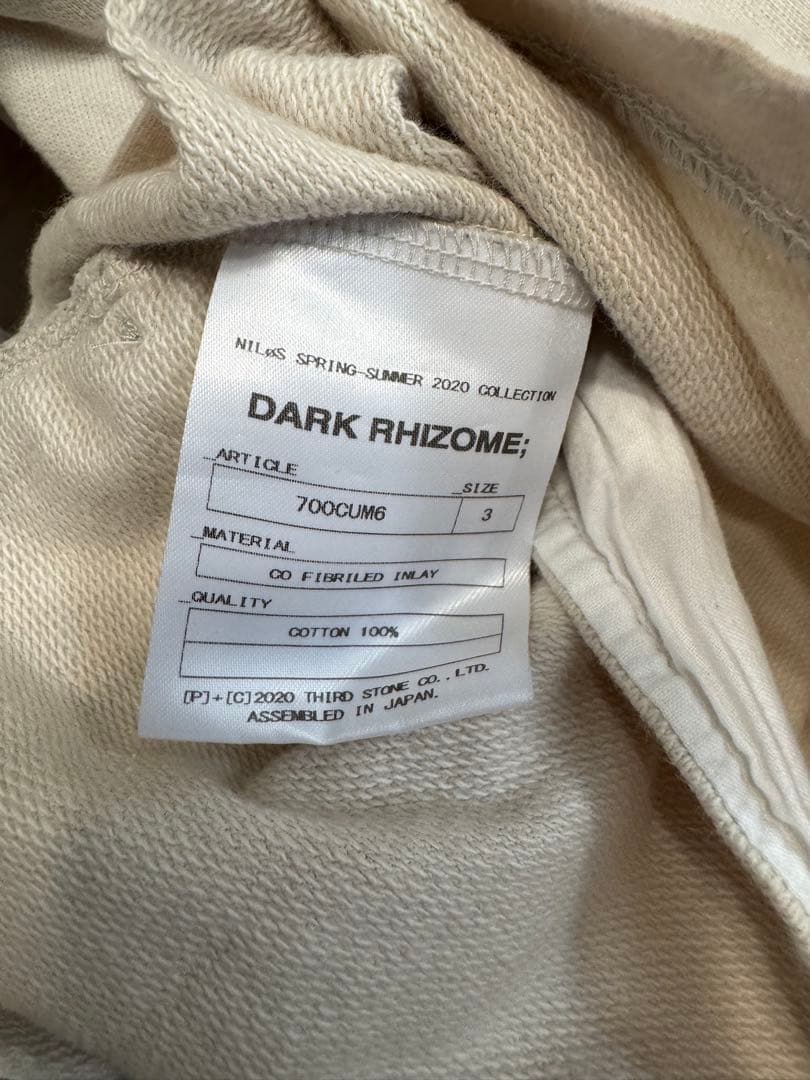 NILøS SPRING-SUMMER 2020 COLLECTION
DARK RHIZOME;
_ARTICLE
_SIZE
700CUM6
3
_MATERIAL
CO FIBRILED INLAY
_QUALITY
COTTON 100%
[P]+[C]2020 THIRD STONE CO.,LTD.
ASSEMBLED IN JAPAN.